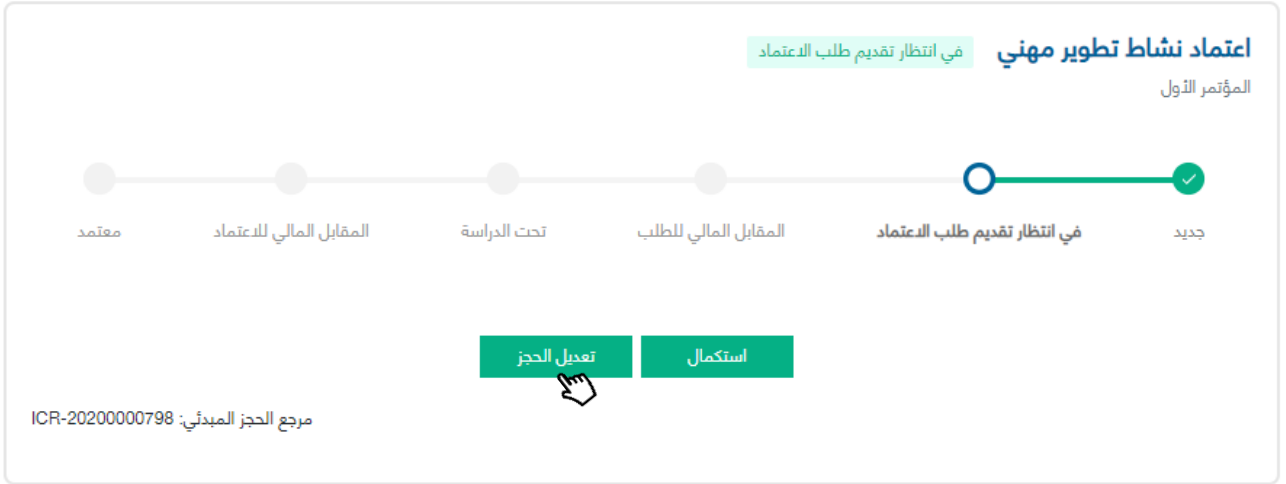 اعتماد نشاط تطوير مهني في انتظار تقديم طلب الاعتماد
المؤتمر الأول
جديد في انتظار تقديم طلب الاعتماد المقابل المالي للطلب تحت الدراسة المقابل المالي للاعتماد معتمد
استكمال تعديل الحجز
مرجع الحجز المبدئي: ICR-20200000798